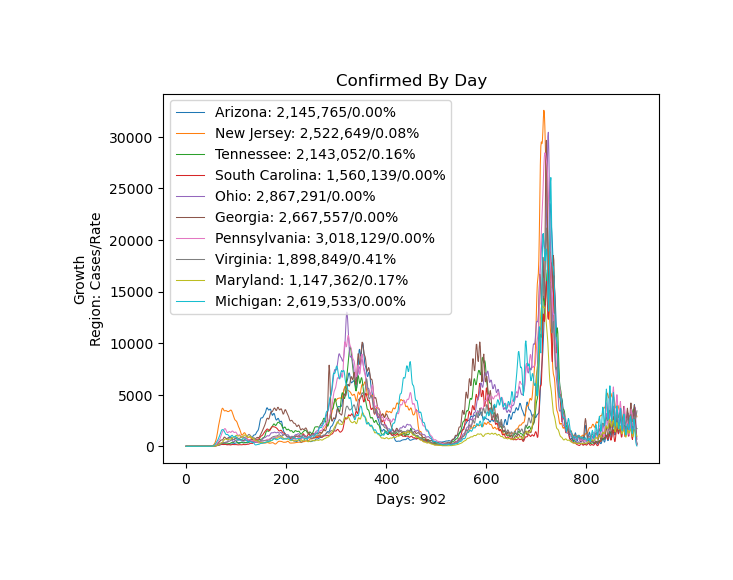 Confirmed By Day
Arizona: 2,145,765/0.00%
New Jersey: 2,522,649/0.08%
Tennessee: 2,143,052/0.16%
South Carolina: 1,560,139/0.00%
Ohio: 2,867,291/0.00%
Georgia: 2,667,557/0.00%
Pennsylvania: 3,018,129/0.00%
Virginia: 1,898,849/0.41%
Maryland: 1,147,362/0.17%
Michigan: 2,619,533/0.00%
Growth
Region: Cases/Rate
30000
25000
20000
15000
10000
5000
0
0 200 400 600 800
Days: 902